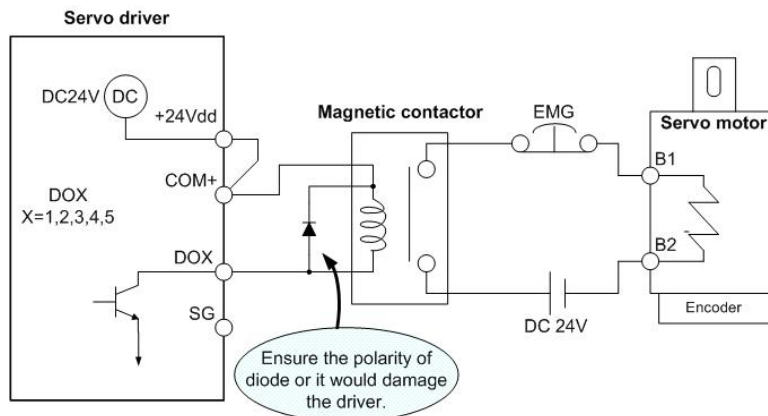 Servo driver
DC24V
DC
+24Vdd
Magnetic contactor
EMG
Servo motor
B1
COM+
DOX
X=1,2,3,4,5
DOX
B2
SG
DC 24V
Encoder
Ensure the polarity of
diode or it would damage
the driver.